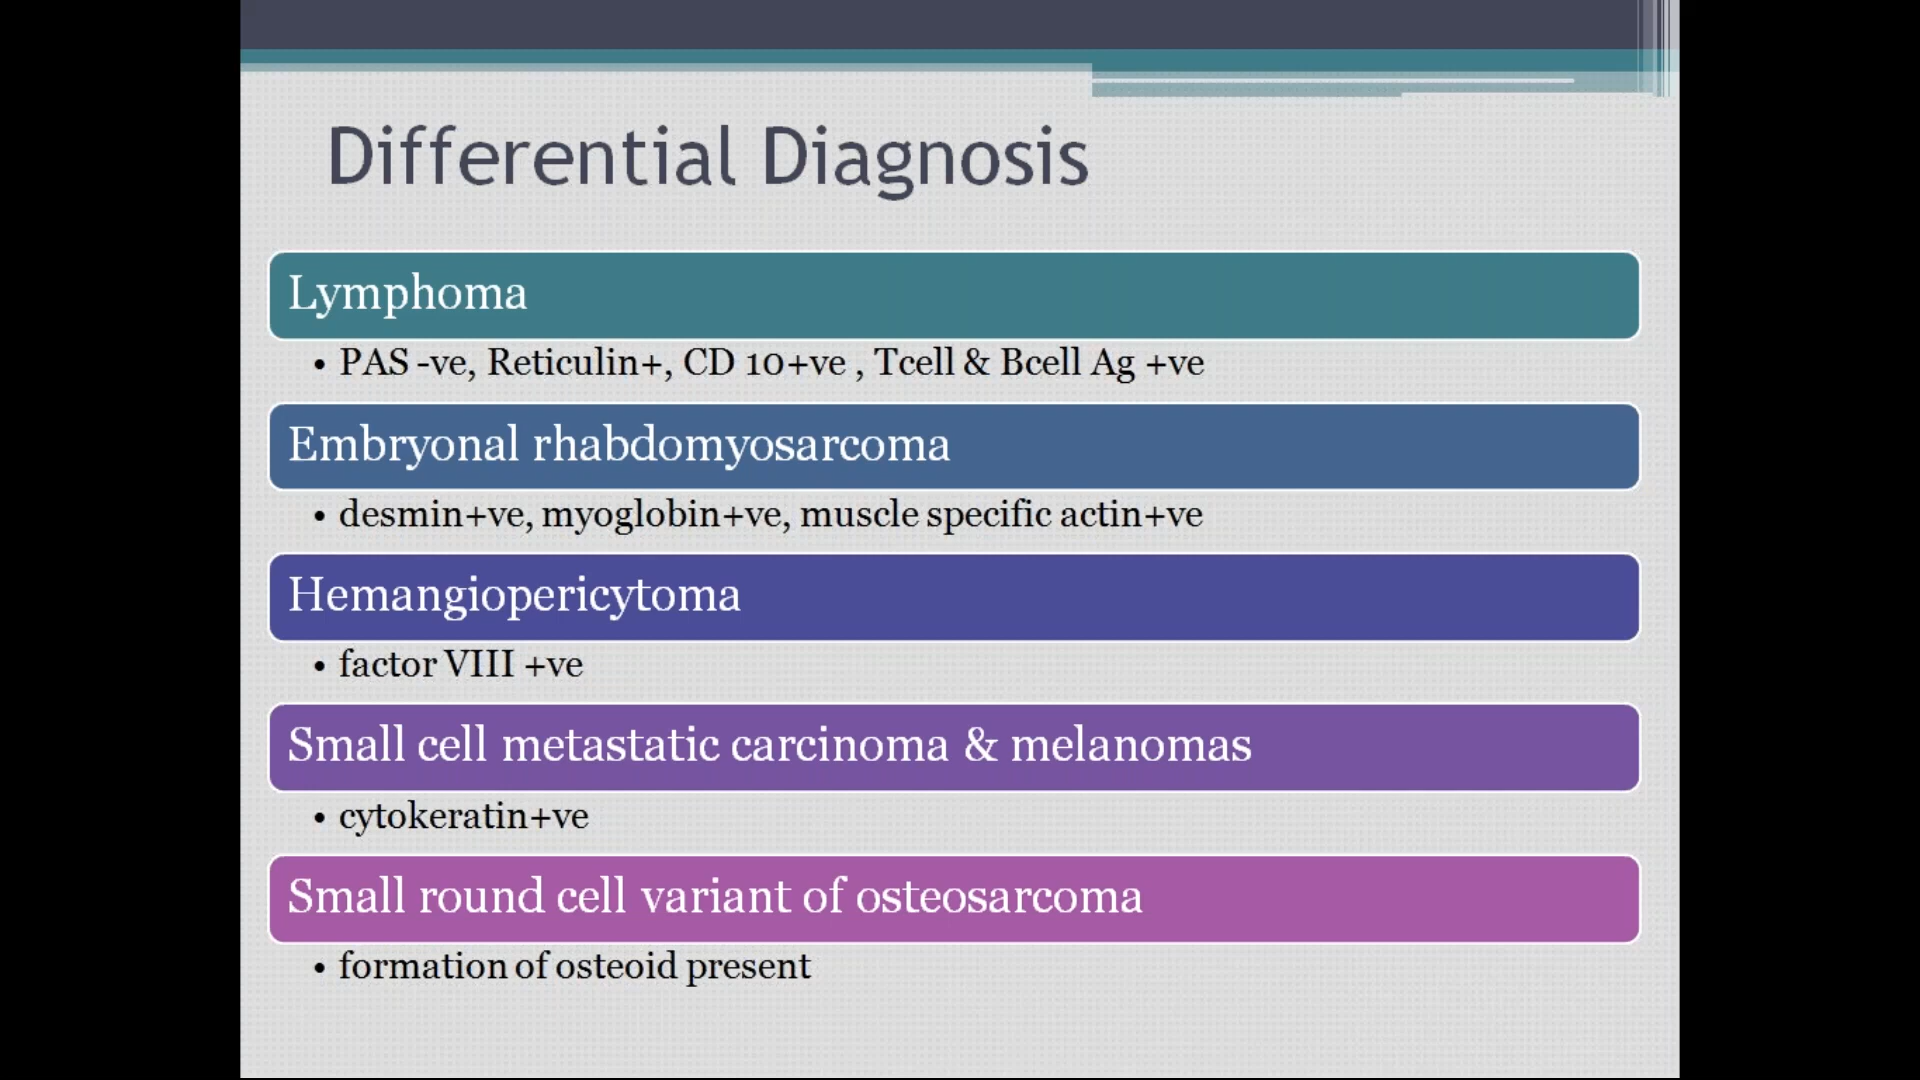 Differential Diagnosis
Lymphoma
• PAS -ve, Reticulin+, CD 10+ve , Tcell & Bcell Ag +ve
Embryonal rhabdomyosarcoma
• desmin+ve, myoglobin+ve, muscle specific actin+ve
Hemangiopericytoma
• factor VIII +ve
Small cell metastatic carcinoma & melanomas
• cytokeratin+ve
Small round cell variant of osteosarcoma
• formation of osteoid present